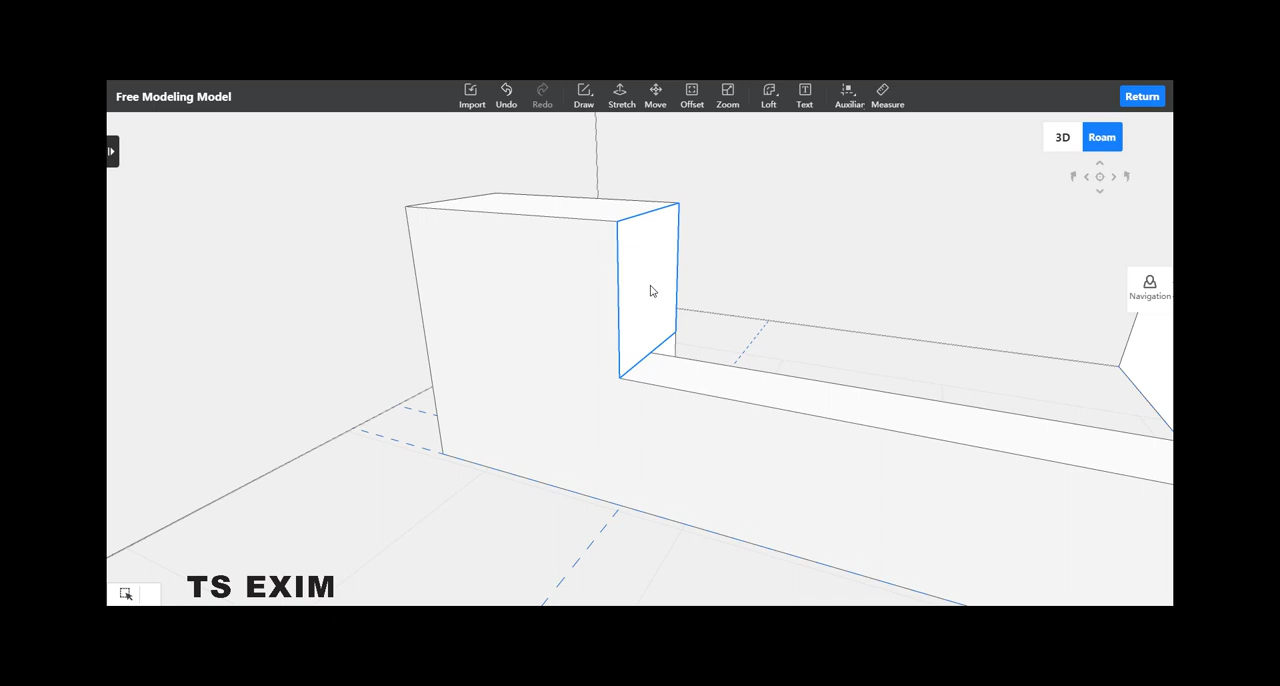 Free Modeling Model
Import Undo Redo Draw Stretch Move Offset Zoom Loft Text Auxiliar Measure
Return
3D Roam
Navigation
TS EXIM